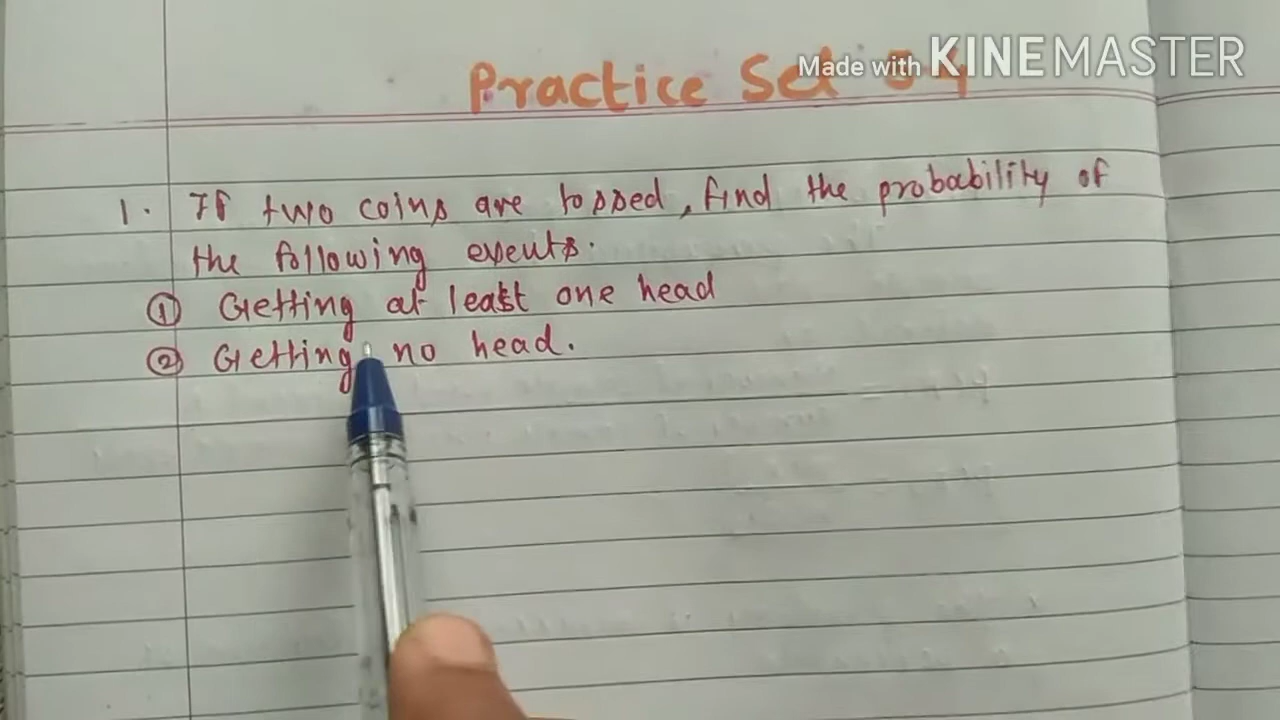 Made with KINEMASTER
Practice Set
1. If two coins are tossed, find the probability of
the following events.
① Getting at least one head
② Getting no head.